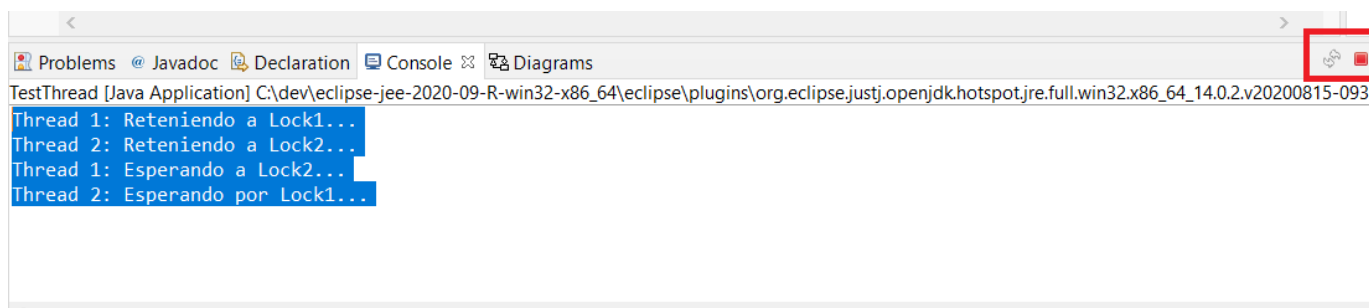 Problems @ Javadoc Declaration Console Diagrams
TestThread [Java Application] C:\dev\eclipse-jee-2020-09-R-win32-x86_64\eclipse\plugins\org.eclipse.justj.openjdk.hotspot.jre.full.win32.x86_64_14.0.2.v20200815-093
Thread 1: Reteniendo a Lock1...
Thread 2: Reteniendo a Lock2...
Thread 1: Esperando a Lock2...
Thread 2: Esperando por Lock1...